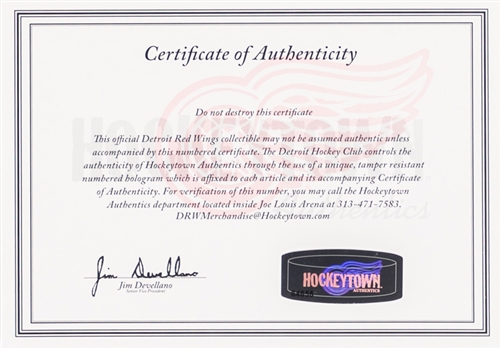 Certificate of Authenticity
Do not destroy this certificate
This official Detroit Red Wings collectible may not be assumed authentic unless
accompanied by this numbered certificate. The Detroit Hockey Club controls the
authenticity of Hockeytown Authentics through the use of a unique, tamper resistant
numbered hologram which is affixed to each article and its accompanying Certificate
of Authenticity. For verification of this number, you may call the Hockeytown
Authentics department located inside Joe Louis Arena at 313-471-7583.
DRWMerchandise@Hockeytown.com
Jim Devellano
Jim Devellano
Senior Vice President
HOCKEYTOWN
AUTHENTICS